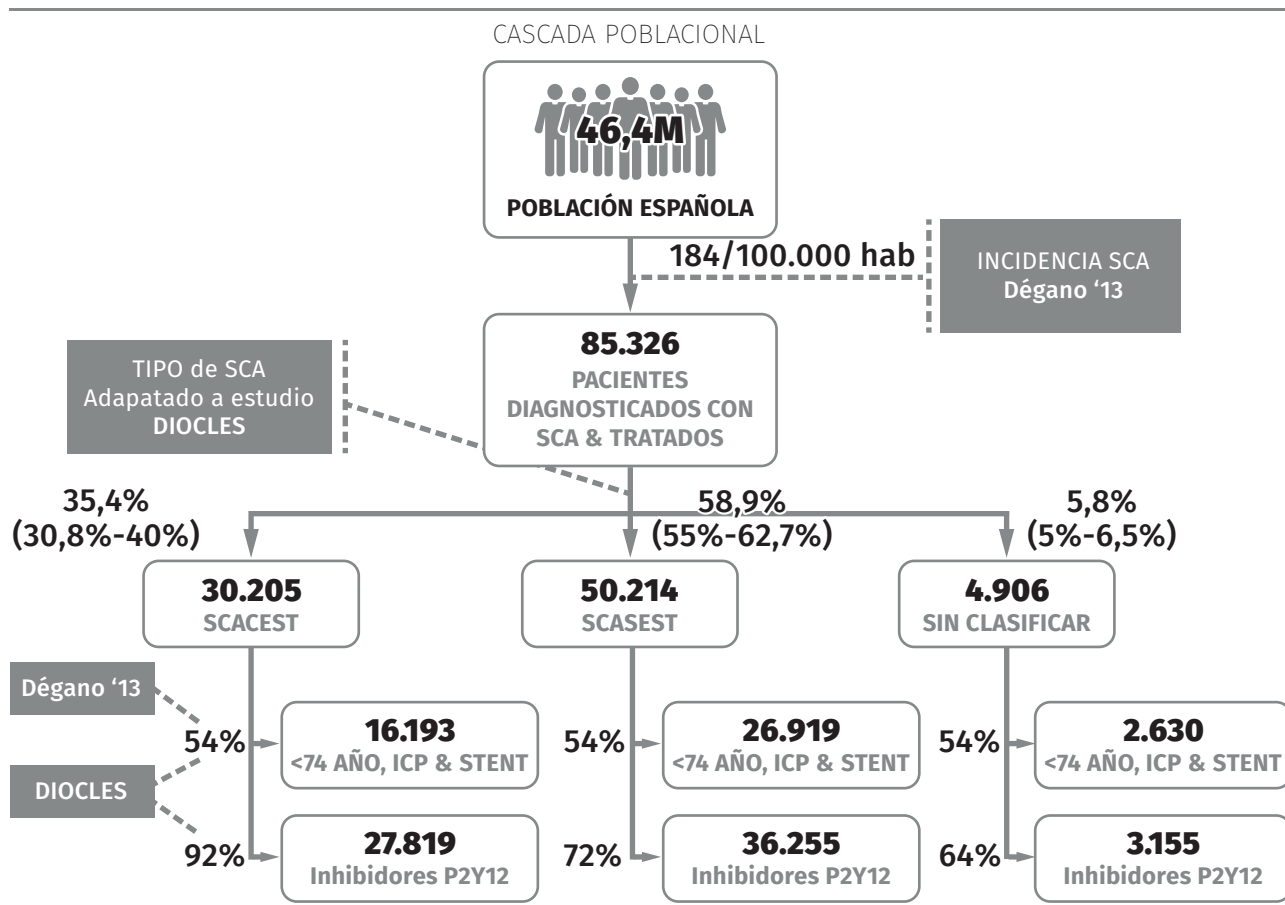 CASCADA POBLACIONAL
46,4M
POBLACIÓN ESPAÑOLA
184/100.000 hab
INCIDENCIA SCA
Dégano ‘13
85.326
PACIENTES
DIAGNOSTICADOS CON
SCA & TRATADOS
TIPO de SCA
Adapatado a estudio
DIOCLES
35,4%
(30,8%-40%)
58,9%
(55%-62,7%)
5,8%
(5%-6,5%)
30.205
SCACEST
50.214
SCASEST
4.906
SIN CLASIFICAR
Dégano ‘13
DIOCLES
54%
16.193
<74 AÑO, ICP & STENT
54%
26.919
<74 AÑO, ICP & STENT
54%
2.630
<74 AÑO, ICP & STENT
92%
27.819
Inhibidores P2Y12
72%
36.255
Inhibidores P2Y12
64%
3.155
Inhibidores P2Y12